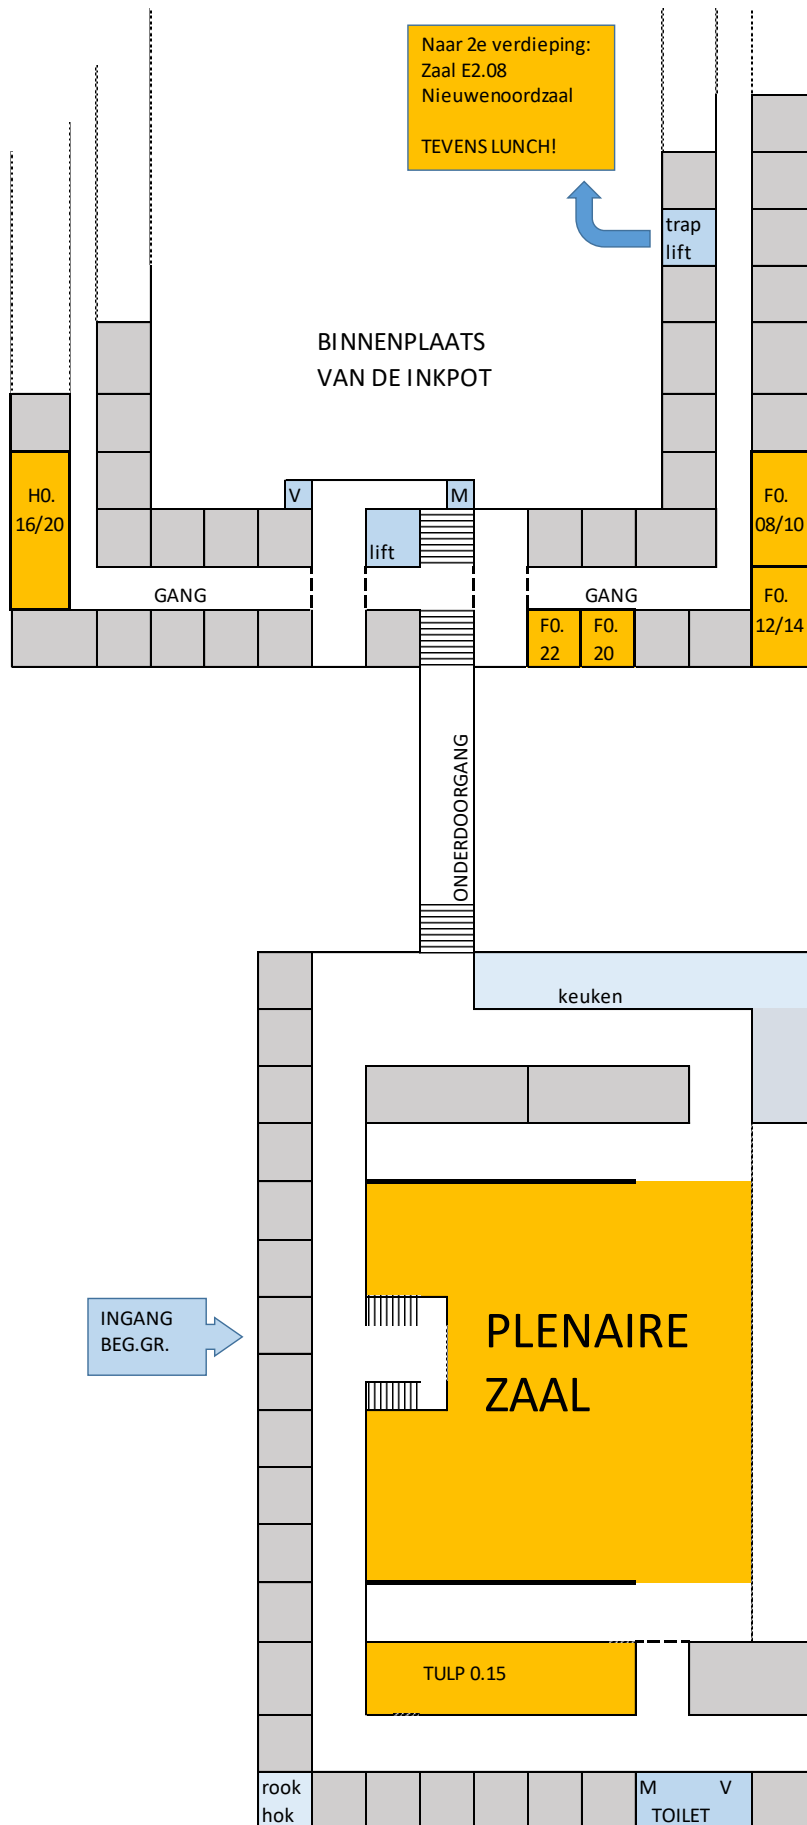 Naar 2e verdieping:
Zaal E2.08
Nieuwenoordzaal
TEVENS LUNCH!
trap
lift
BINNENPLAATS
VAN DE INKPOT
H0.
16/20
V
M
lift
F0.
08/10
GANG
GANG
F0.
12/14
F0.
22
F0.
20
ONDERDOORGANG
keuken
INGANG
BEG.GR.
PLENAIRE
ZAAL
TULP 0.15
rook
hok
M V
TOILET